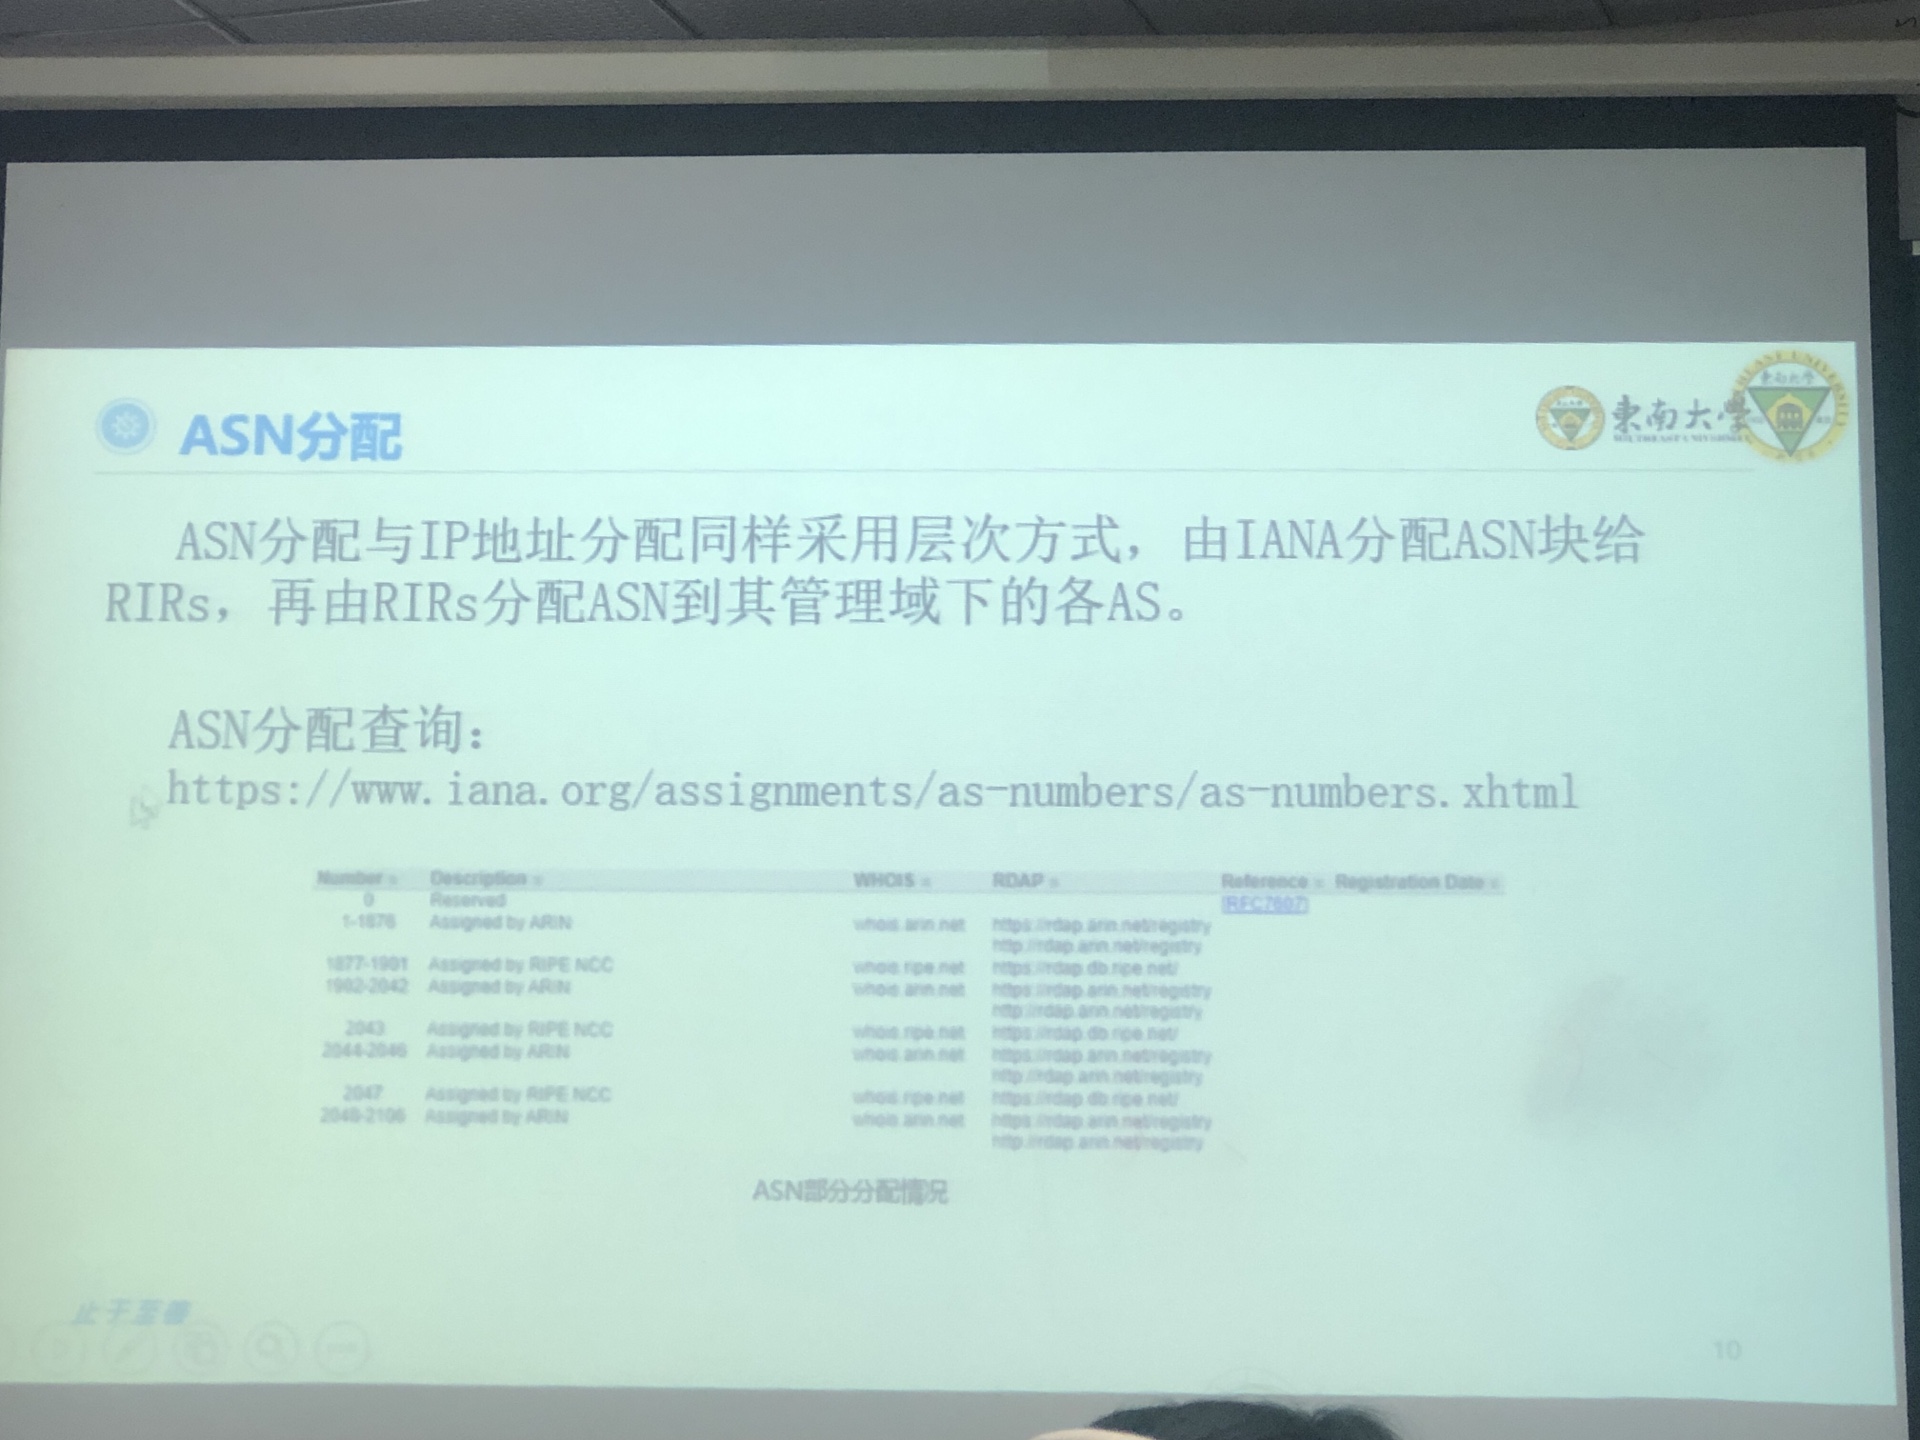 ASN分配
東南大學
SOUTHEAST UNIVERSITY
ASN分配与IP地址分配同样采用层次方式，由IANA分配ASN块给
RIRs，再由RIRs分配ASN到其管理域下的各AS。
ASN分配查询：
https://www.iana.org/assignments/as-numbers/as-numbers.xhtml
Number Description WHOIS RDAP Reference Registration Date
0 Reserved [RFC7607]
1-1876 Assigned by ARIN whois.arin.net https://rdap.arin.net/registry
http://rdap.arin.net/registry
1877-1901 Assigned by RIPE NCC whois.ripe.net https://rdap.db.ripe.net/
1902-2042 Assigned by ARIN whois.arin.net https://rdap.arin.net/registry
http://rdap.arin.net/registry
2043 Assigned by RIPE NCC whois.ripe.net https://rdap.db.ripe.net/
2044-2046 Assigned by ARIN whois.arin.net https://rdap.arin.net/registry
http://rdap.arin.net/registry
2047 Assigned by RIPE NCC whois.ripe.net https://rdap.db.ripe.net/
2048-2106 Assigned by ARIN whois.arin.net https://rdap.arin.net/registry
http://rdap.arin.net/registry
ASN部分分配情况
止于至善
10